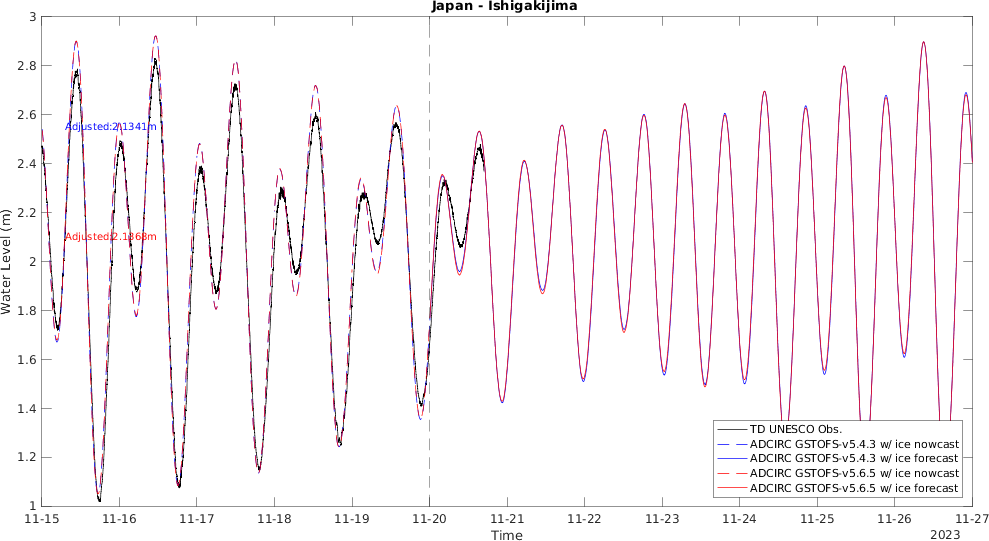 Japan - Ishigakijima
3
2.8
2.6
2.4
2.2
2
1.8
1.6
1.4
1.2
1
Water Level (m)
Adjusted:2.1341m
Adjusted:2.1368m
TD UNESCO Obs.
ADCIRC GSTOFS-v5.4.3 w/ ice nowcast
ADCIRC GSTOFS-v5.4.3 w/ ice forecast
ADCIRC GSTOFS-v5.6.5 w/ ice nowcast
ADCIRC GSTOFS-v5.6.5 w/ ice forecast
11-15 11-16 11-17 11-18 11-19 11-20 11-21 11-22 11-23 11-24 11-25 11-26 11-27
Time
2023